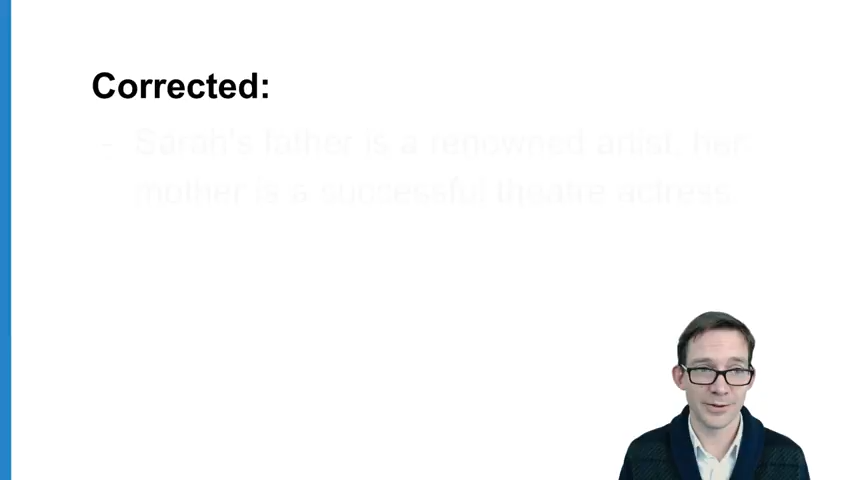 Corrected:
- Sarah's father is a renowned artist, her
mother is a successful theatre actress.